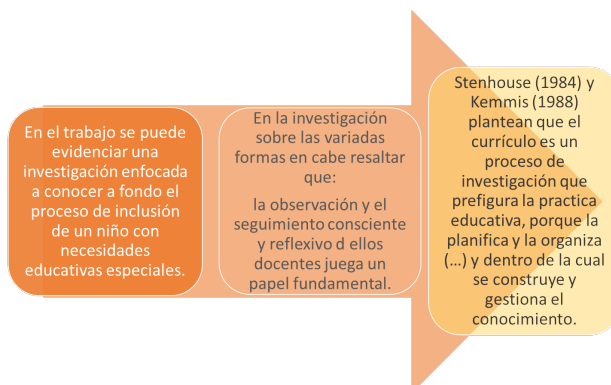 En el trabajo se puede
evidenciar una
investigación enfocada
a conocer a fondo el
proceso de inclusión
de un niño con
necesidades
educativas especiales.
En la investigación
sobre las variadas
formas en cabe resaltar
que:
la observación y el
seguimiento consciente
y reflexivo d ellos
docentes juega un
papel fundamental.
Stenhouse (1984) y
Kemmis (1988)
plantean que el
currículo es un
proceso de
investigación que
prefigura la practica
educativa, porque la
planifica y la organiza
(...) y dentro de la cual
se construye y
gestiona el
conocimiento.